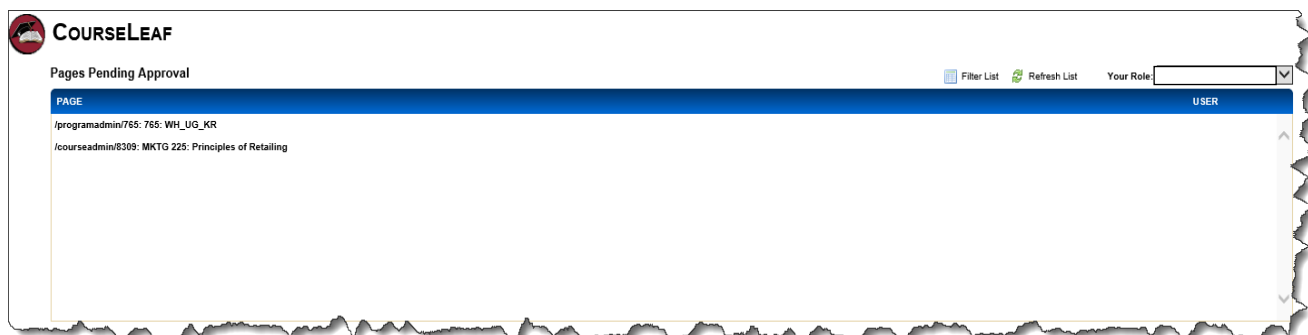 COURSELEAF
Pages Pending Approval
Filter List Refresh List Your Role:
PAGE USER
/programadmin/765: 765: WH_UG_KR
/courseadmin/8309: MKTG 225: Principles of Retailing